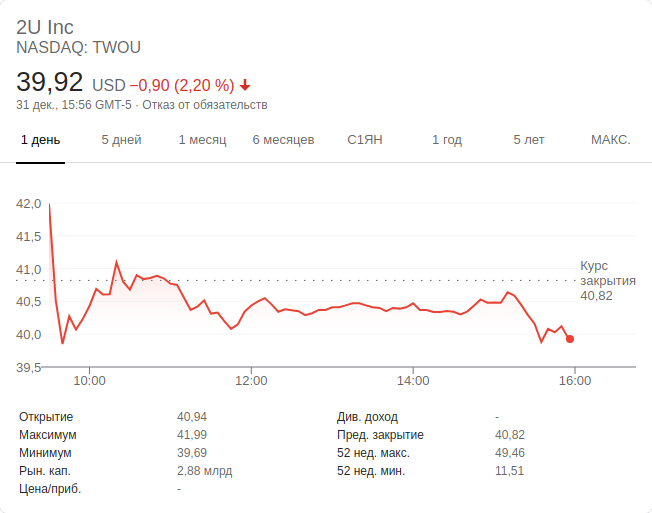 2U Inc
NASDAQ: TWOU
39,92 USD −0,90 (2,20 %)
31 дек., 15:56 GMT-5 · Отказ от обязательств
1 день 5 дней 1 месяц 6 месяцев С1ЯН 1 год 5 лет МАКС.
42,0
41,5
41,0
40,5
40,0
39,5
Курс
закрытия
40,82
10:00 12:00 14:00 16:00
Открытие 40,94 Див. доход -
Максимум 41,99 Пред. закрытие 40,82
Минимум 39,69 52 нед. макс. 49,46
Рын. кап. 2,88 млрд 52 нед. мин. 11,51
Цена/приб. -